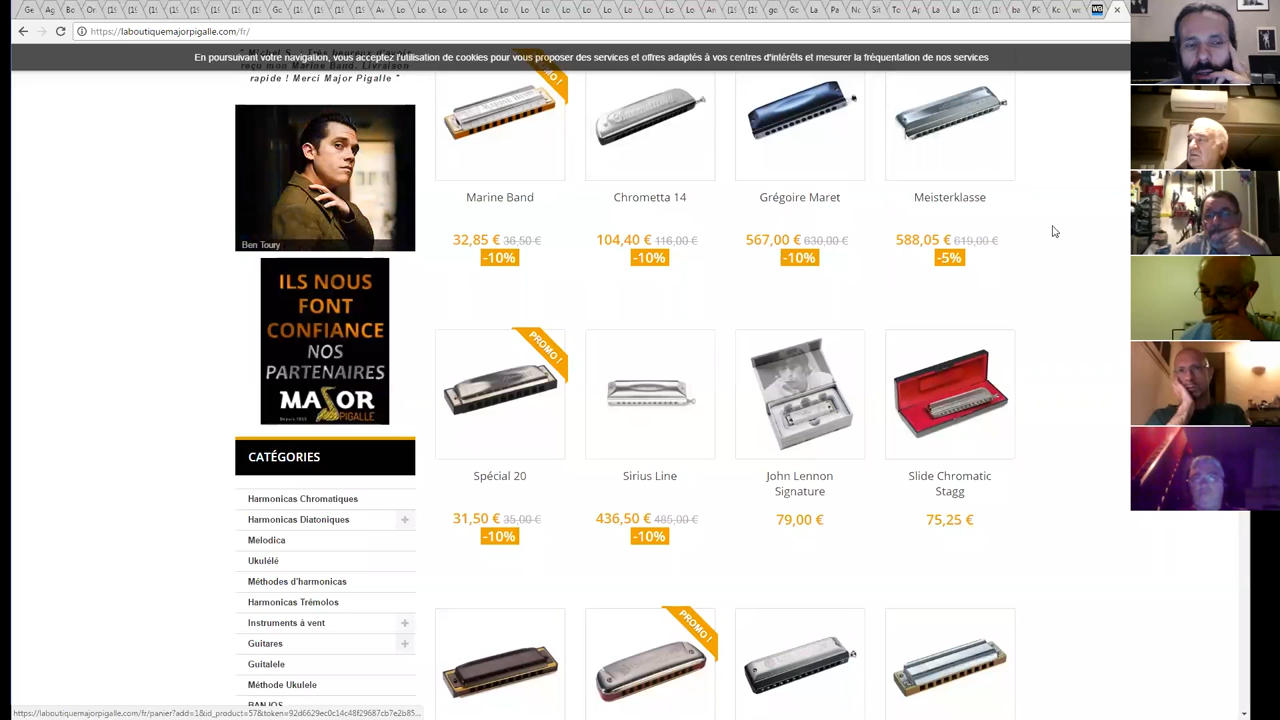 https://laboutiquemajorpigalle.com/fr/
En poursuivant votre navigation, vous acceptez l'utilisation de cookies pour vous proposer des services et offres adaptés à vos centres d'intérêts et mesurer la fréquentation de nos services
rapide ! Merci Major Pigalle "
Ben Toury
ILS NOUS
FONT
CONFIANCE
NOS
PARTENAIRES
MAJOR
PIGALLE
CATÉGORIES
Harmonicas Chromatiques
Harmonicas Diatoniques
Melodica
Ukulélé
Méthodes d'harmonicas
Harmonicas Trémolos
Instruments à vent
Guitares
Guitalele
Méthode Ukulele
BANJOS
Marine Band
32,85 € 36,50 €
-10%
Chrometta 14
104,40 € 116,00 €
-10%
Grégoire Maret
567,00 € 630,00 €
-10%
Meisterklasse
588,05 € 619,00 €
-5%
PROMO !
Spécial 20
31,50 € 35,00 €
-10%
Sirius Line
436,50 € 485,00 €
-10%
John Lennon
Signature
79,00 €
Slide Chromatic
Stagg
75,25 €
PROMO !